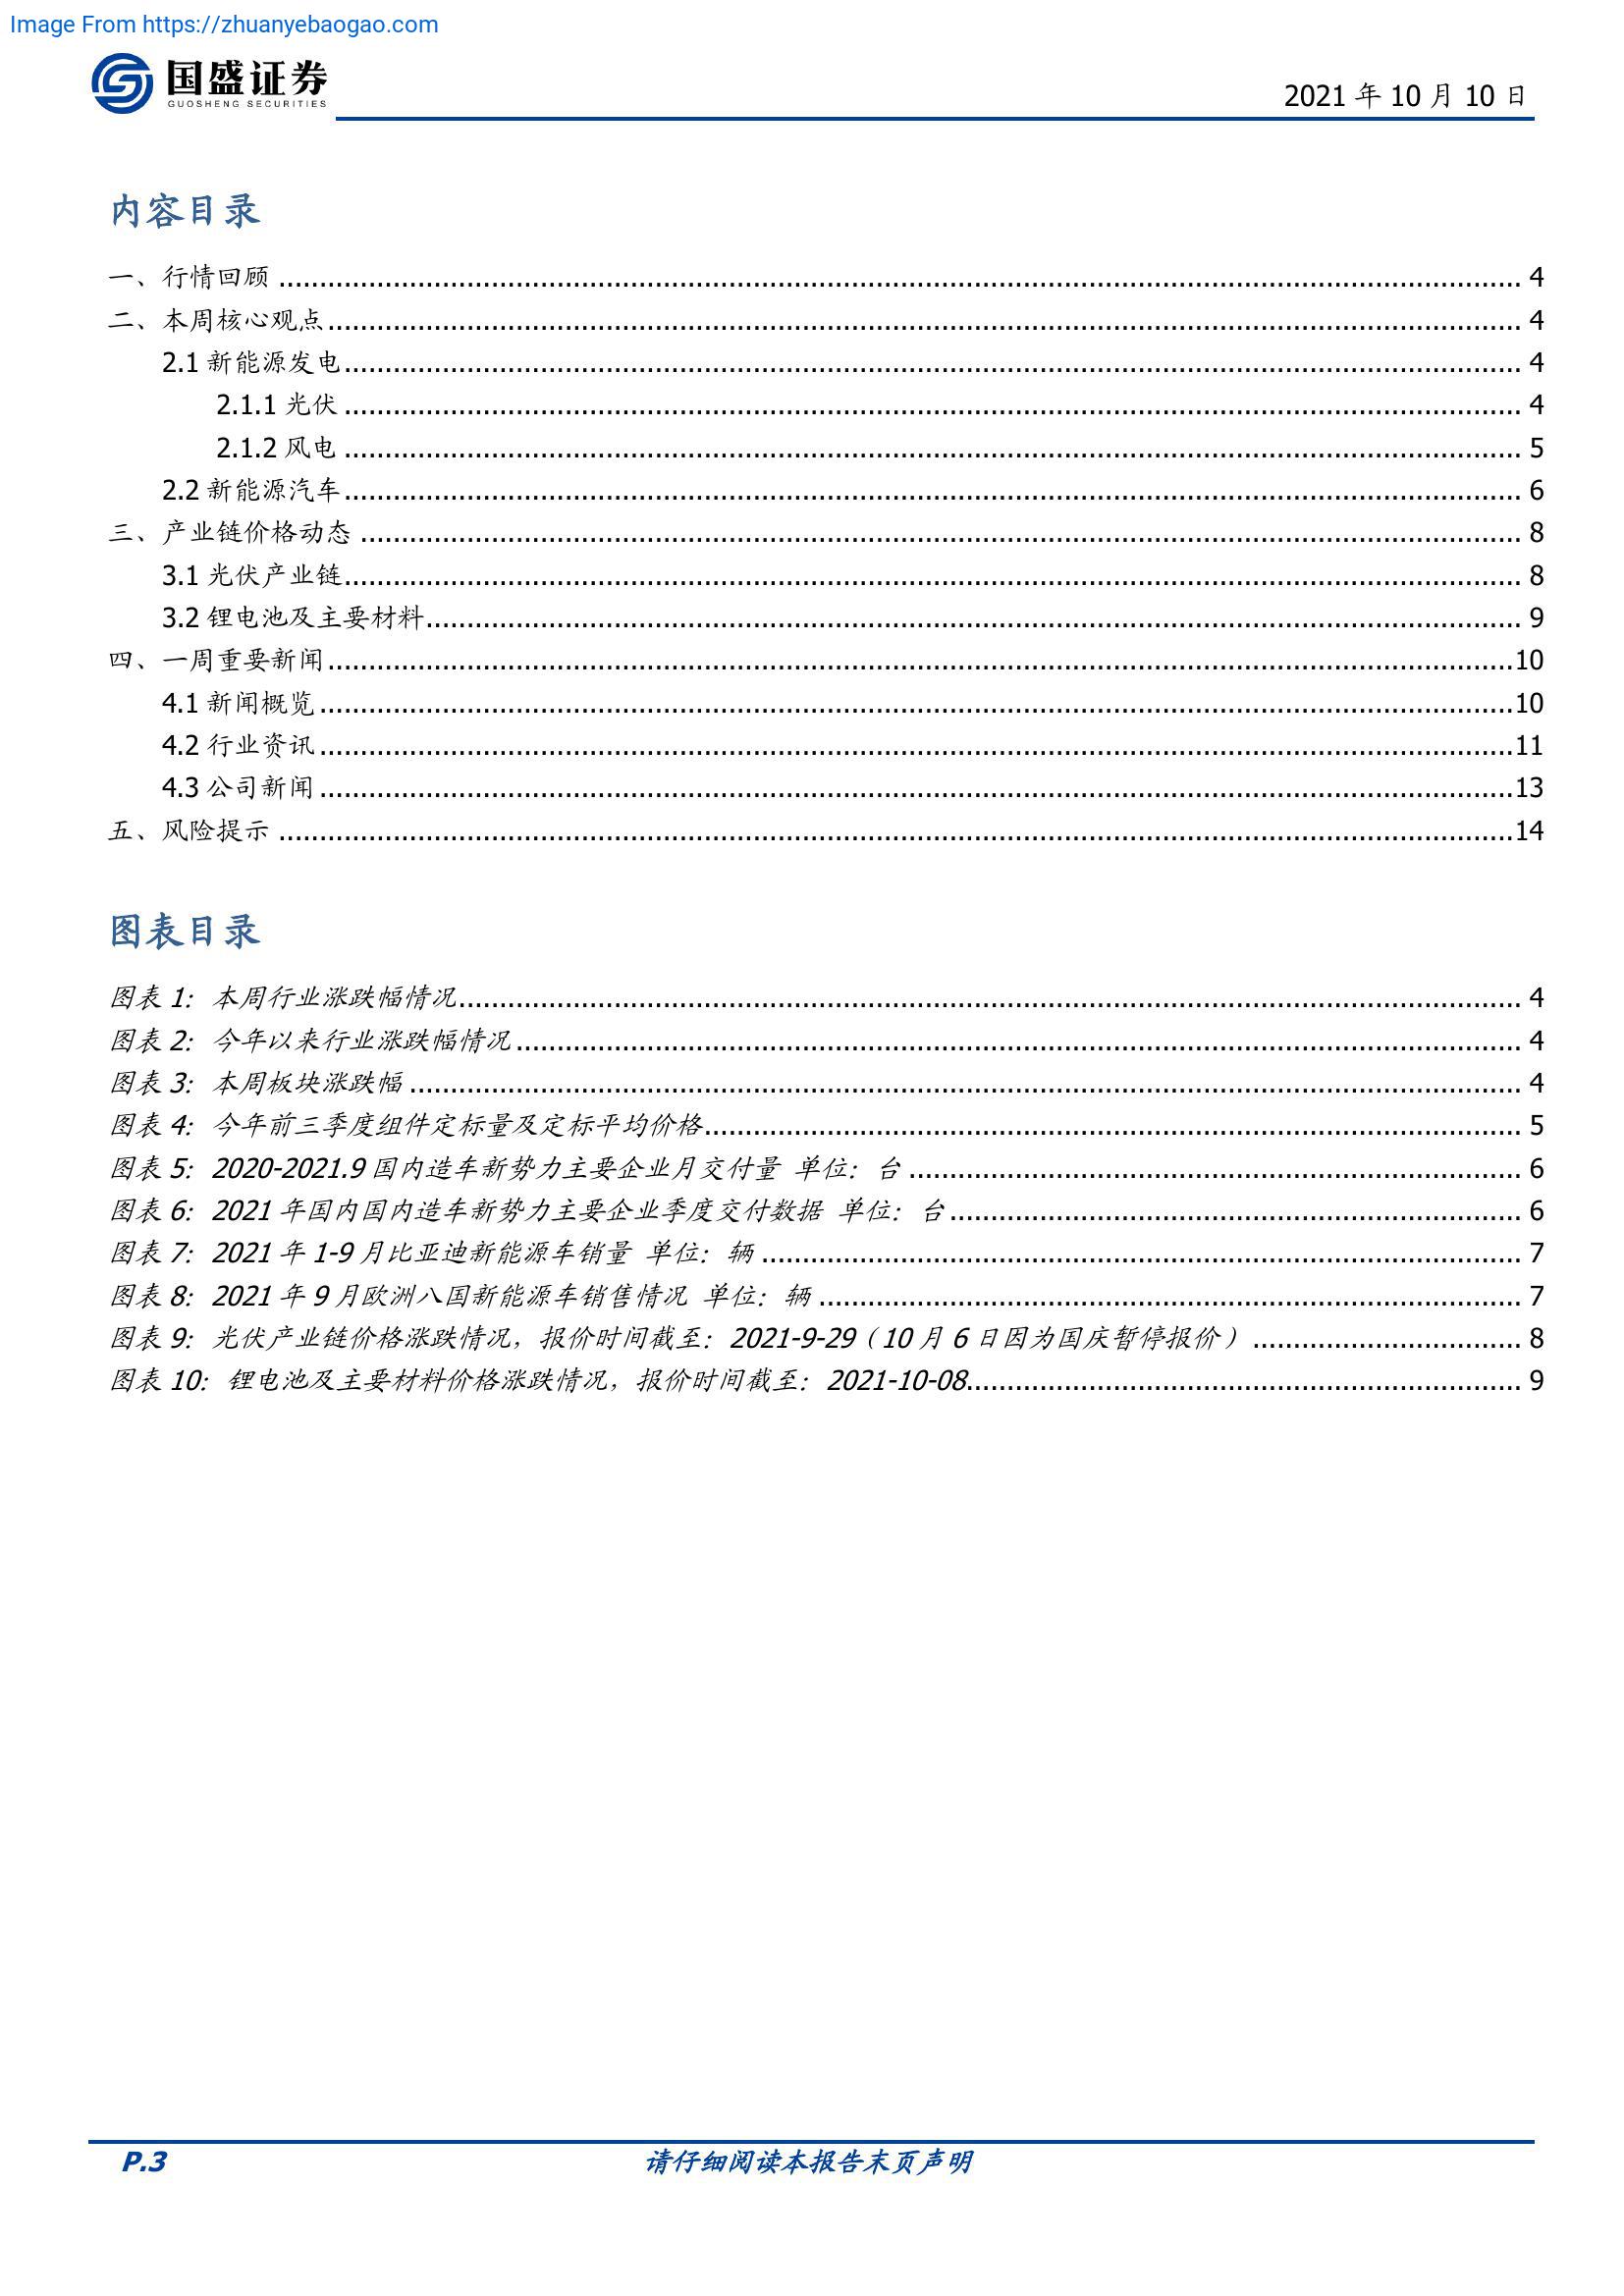 Image From https://zhuanyebaogao.com
国盛证券
GUOSHENG SECURITIES
2021 年 10 月 10 日
内容目录
一、行情回顾 ........ 4
二、本周核心观点 ........ 4
2.1 新能源发电 ........ 4
2.1.1 光伏 ........ 4
2.1.2 风电 ........ 5
2.2 新能源汽车 ........ 6
三、产业链价格动态 ........ 8
3.1 光伏产业链 ........ 8
3.2 锂电池及主要材料 ........ 9
四、一周重要新闻 ........ 10
4.1 新闻概览 ........ 10
4.2 行业资讯 ........ 11
4.3 公司新闻 ........ 13
五、风险提示 ........ 14
图表目录
图表 1：本周行业涨跌幅情况 ........ 4
图表 2：今年以来行业涨跌幅情况 ........ 4
图表 3：本周板块涨跌幅 ........ 4
图表 4：今年前三季度组件定标量及定标平均价格 ........ 5
图表 5：2020-2021.9 国内造车新势力主要企业月交付量 单位：台 ........ 6
图表 6：2021 年国内国内造车新势力主要企业季度交付数据 单位：台 ........ 6
图表 7：2021 年 1-9 月比亚迪新能源车销量 单位：辆 ........ 7
图表 8：2021 年 9 月欧洲八国新能源车销售情况 单位：辆 ........ 7
图表 9：光伏产业链价格涨跌情况，报价时间截至：2021-9-29（10 月 6 日因为国庆暂停报价） ........ 8
图表 10：锂电池及主要材料价格涨跌情况，报价时间截至：2021-10-08 ........ 9
P.3
请仔细阅读本报告末页声明